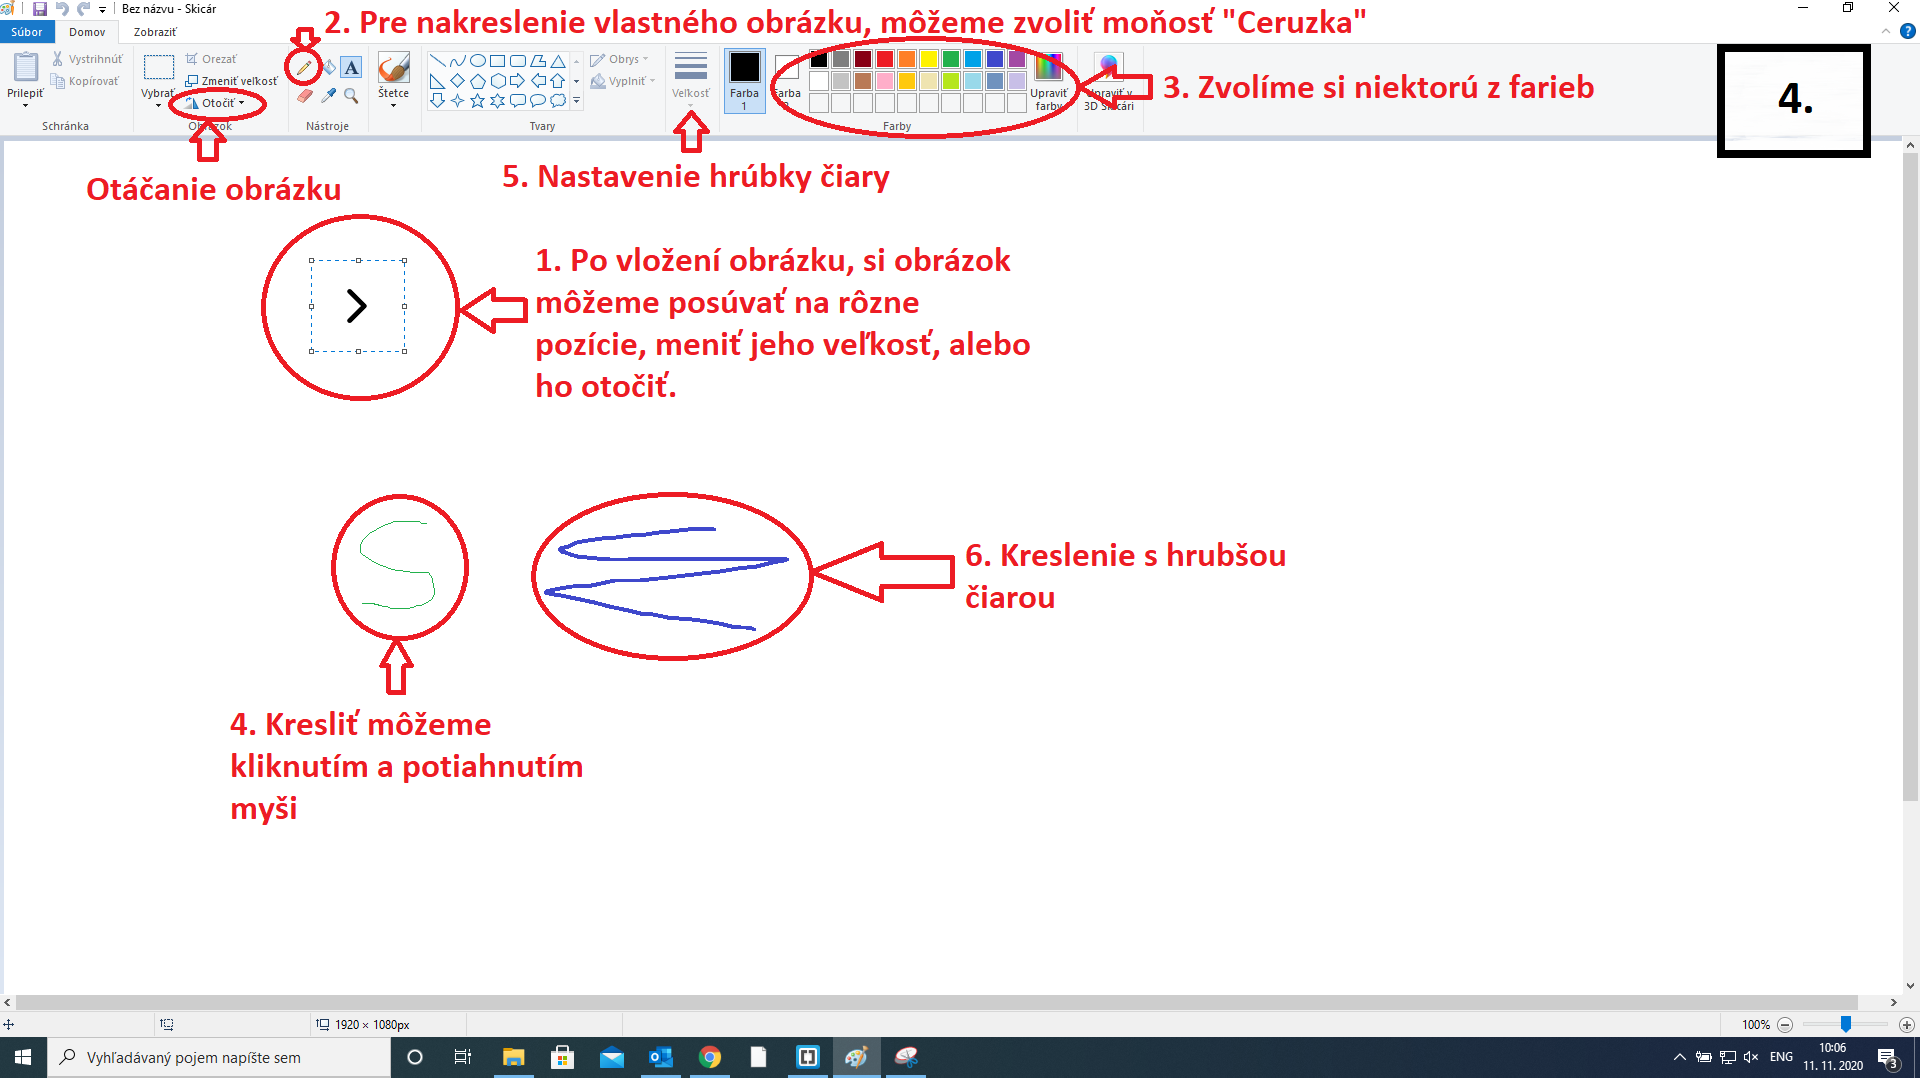 Bez názvu - Skicár
2. Pre nakreslenie vlastného obrázku, môžeme zvoliť moňosť "Ceruzka"
Súbor Domov Zobraziť
Prilepiť
Vystrihnúť
Kopírovať
Schránka
Vybrať
Orezať
Zmeniť veľkosť
Otočiť
Obrázok
A
Nástroje
Štetce
Tvary
Obrys
Vyplniť
Veľkosť
Farba
1
Farba
Upraviť
farby
Farby
Upraviť v
3D Skicári
3. Zvolíme si niektorú z farieb
4.
Otáčanie obrázku
5. Nastavenie hrúbky čiary
1. Po vložení obrázku, si obrázok
môžeme posúvať na rôzne
pozície, meniť jeho veľkosť, alebo
ho otočiť.
6. Kreslenie s hrubšou
čiarou
4. Kresliť môžeme
kliknutím a potiahnutím
myši
1920 × 1080px
100%
Vyhľadávaný pojem napíšte sem
ENG
10:06
11. 11. 2020
3